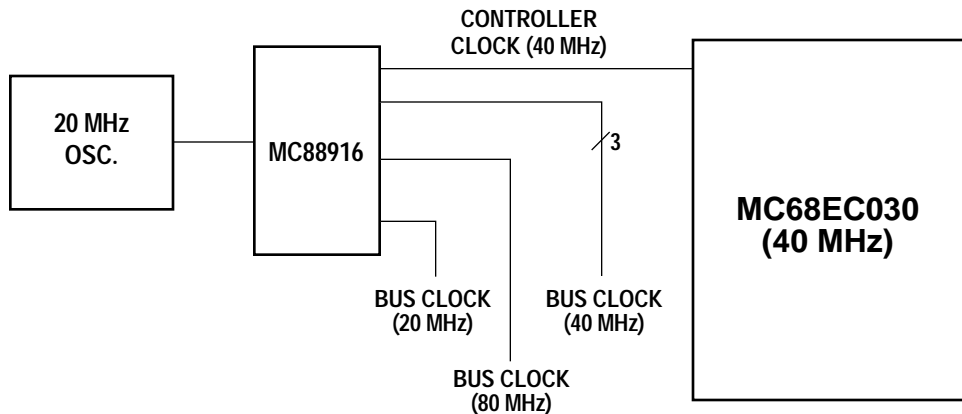 CONTROLLER
CLOCK (40 MHz)
20 MHz
OSC.
MC88916
3
MC68EC030
(40 MHz)
BUS CLOCK
(20 MHz)
BUS CLOCK
(40 MHz)
BUS CLOCK
(80 MHz)